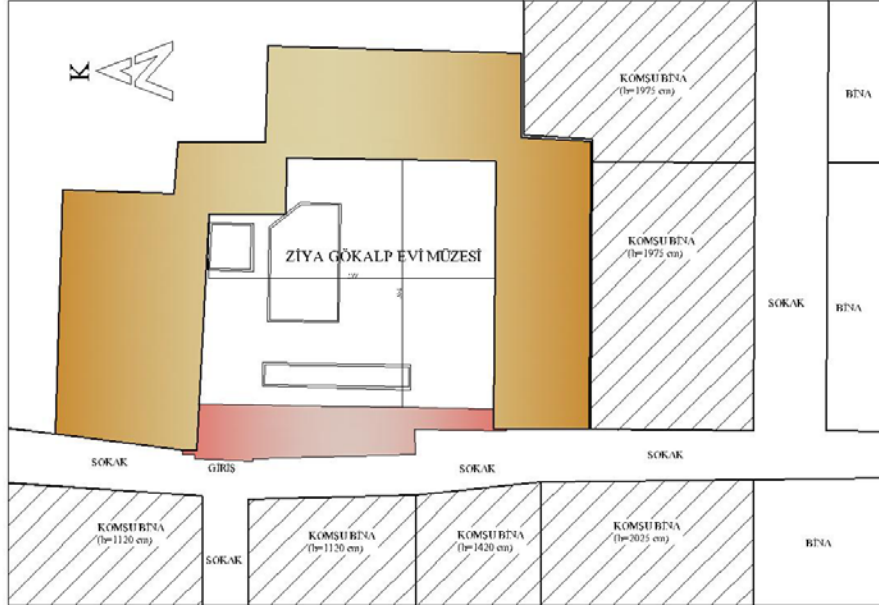 K
KOMŞU BİNA
(h=1975 cm)
BİNA
KOMŞU BİNA
(h=1975 cm)
ZİYA GÖKALP EVİ MÜZESİ
SOKAK
BİNA
SOKAK
GİRİŞ
SOKAK
SOKAK
KOMŞU BİNA
(h=1120 cm)
SOKAK
KOMŞU BİNA
(h=1120 cm)
KOMŞU BİNA
(h=1420 cm)
KOMŞU BİNA
(h=2025 cm)
BİNA